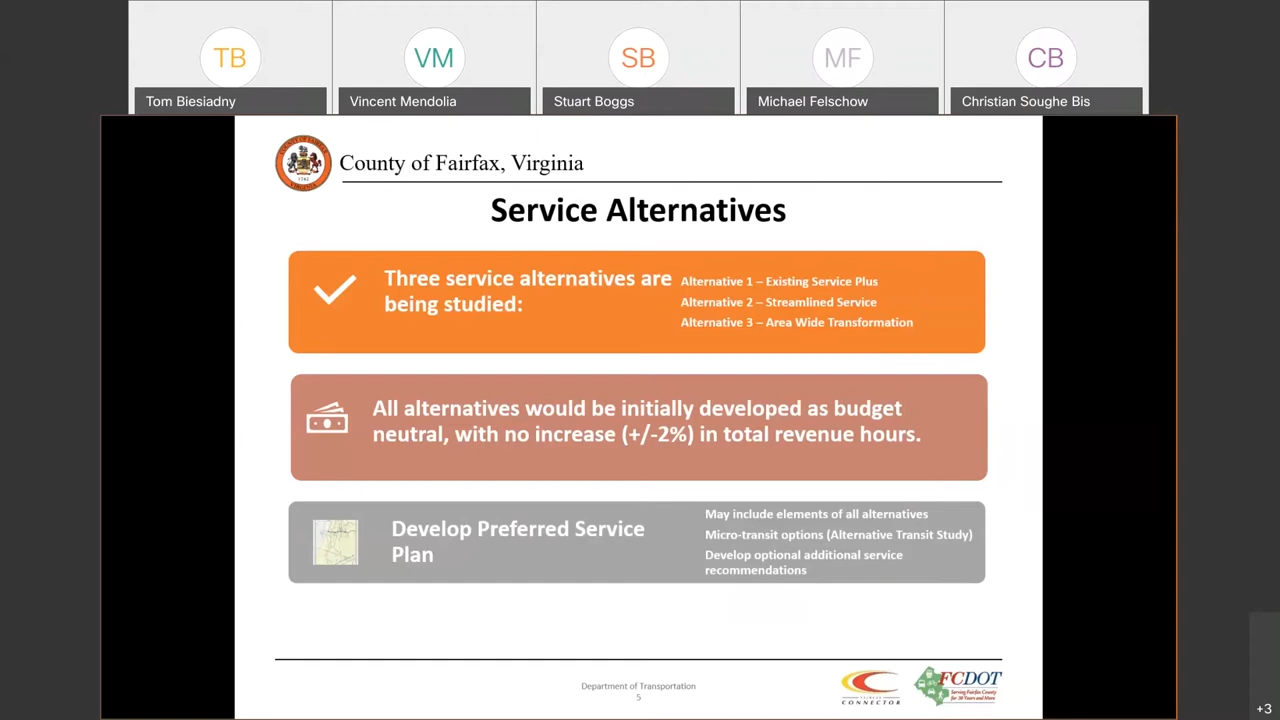 TB
VM
SB
MF
CB
Tom Biesiadny
Vincent Mendolia
Stuart Boggs
Michael Felschow
Christian Soughe Bis
County of Fairfax, Virginia
Service Alternatives
Three service alternatives are
being studied:
Alternative 1 – Existing Service Plus
Alternative 2 – Streamlined Service
Alternative 3 – Area Wide Transformation
All alternatives would be initially developed as budget
neutral, with no increase (+/-2%) in total revenue hours.
Develop Preferred Service
Plan
May include elements of all alternatives
Micro-transit options (Alternative Transit Study)
Develop optional additional service
recommendations
Department of Transportation
5
FAIRFAX
CONNECTOR
FCDOT
Serving Fairfax County
for 30 Years and More
+3